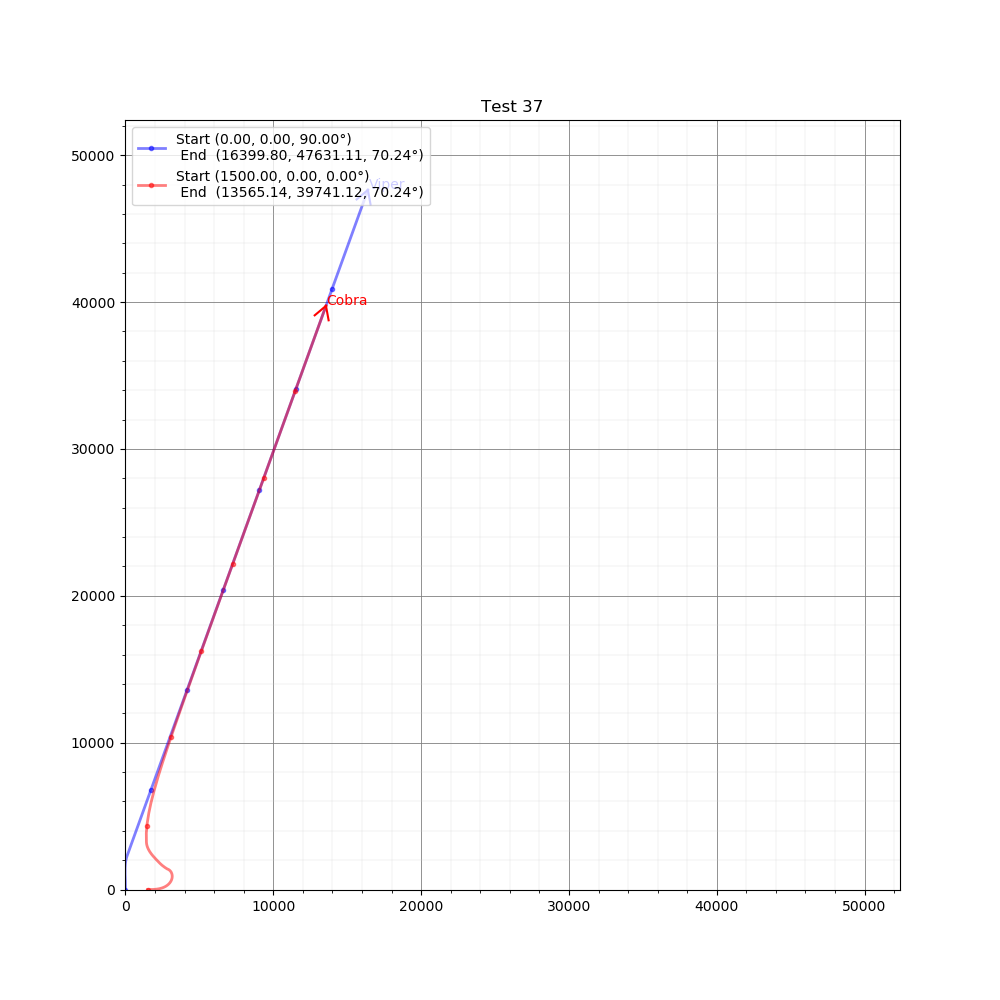 Test 37
Start (0.00, 0.00, 90.00°)
End (16399.80, 47631.11, 70.24°)
Start (1500.00, 0.00, 0.00°)
End (13565.14, 39741.12, 70.24°)
Viper
Cobra
50000
40000
30000
20000
10000
0
0 10000 20000 30000 40000 50000